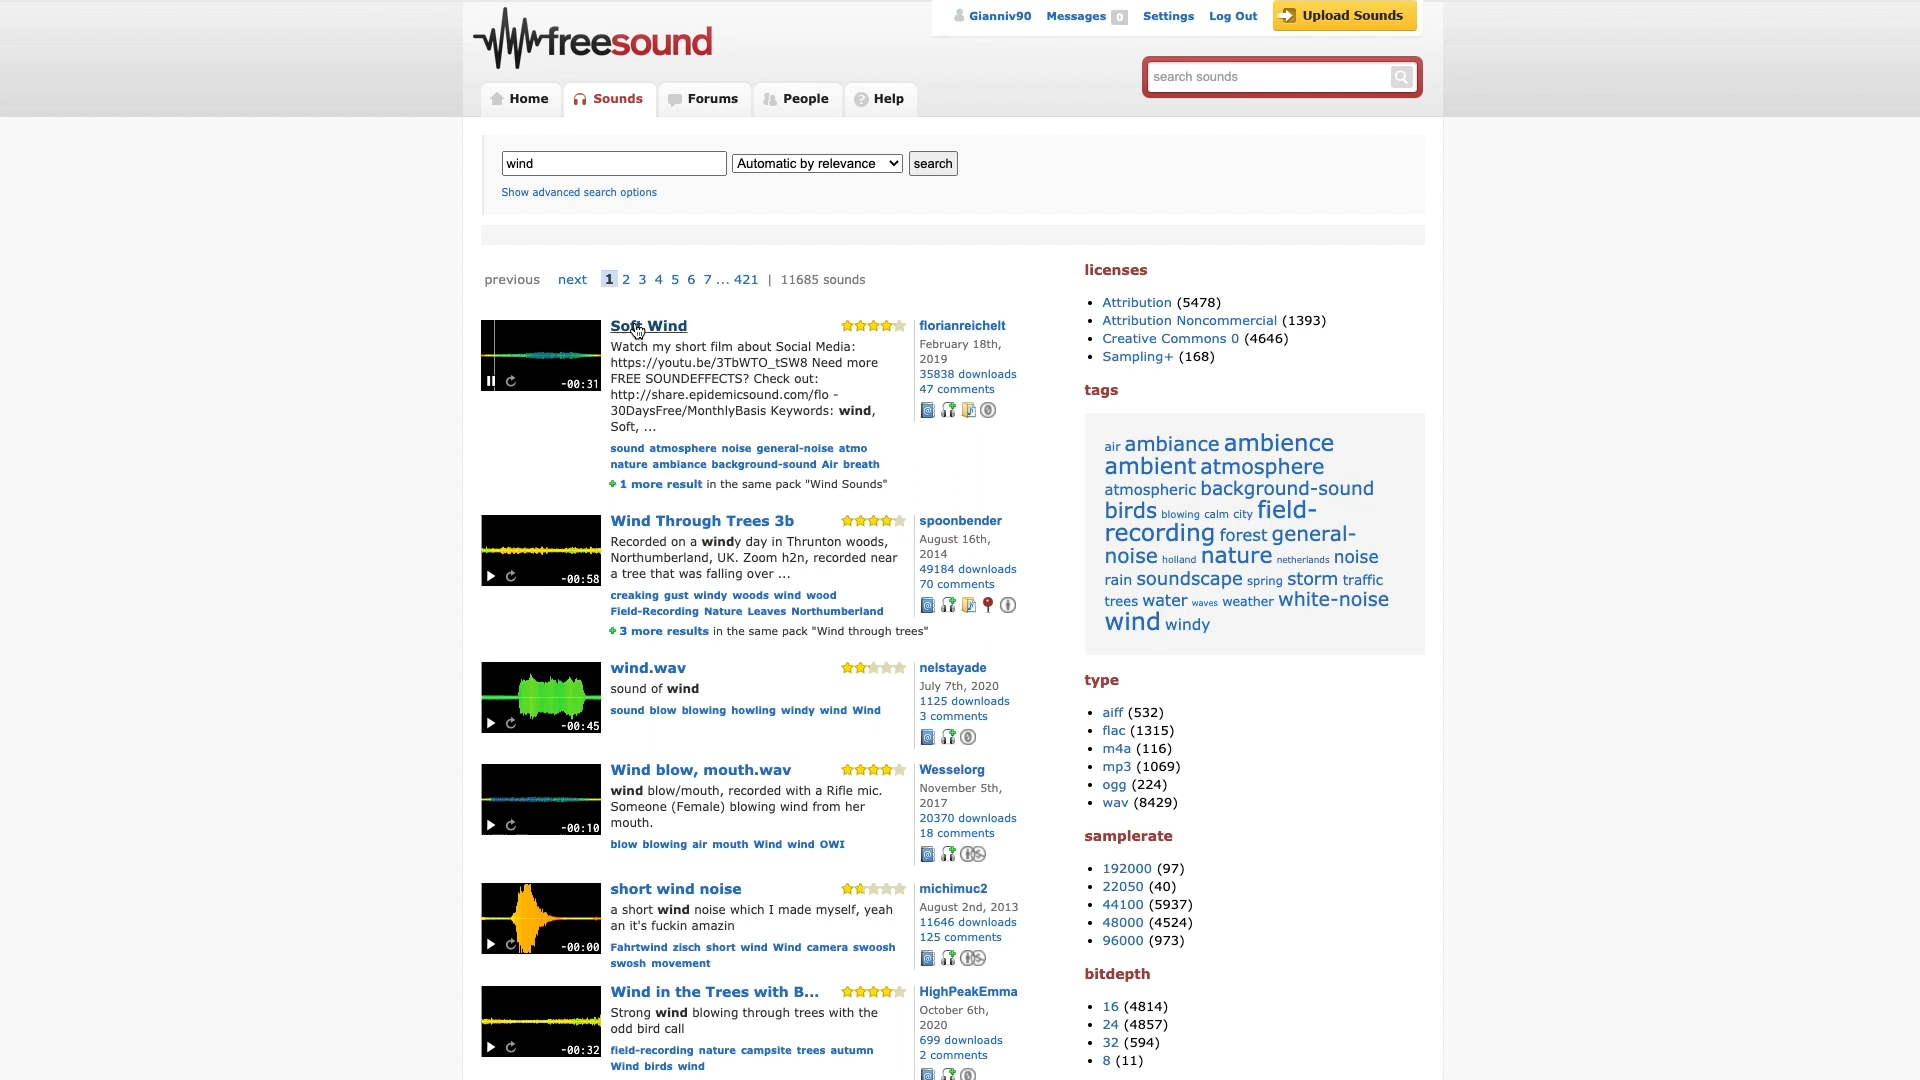 Gianniv90 Messages 0 Settings Log Out Upload Sounds
freesound
search sounds
Home Sounds Forums People Help
wind Automatic by relevance search
Show advanced search options
previous next 1 2 3 4 5 6 7 ... 421 | 11685 sounds
Soft Wind
Watch my short film about Social Media:
https://youtu.be/3TbWTO_tSW8 Need more
FREE SOUNDEFFECTS? Check out:
http://share.epidemicsound.com/flo -
30DaysFree/MonthlyBasis Keywords: wind,
Soft, ...
sound atmosphere noise general-noise atmo
nature ambiance background-sound Air breath
1 more result in the same pack "Wind Sounds"
-00:31
florianreichelt
February 18th,
2019
35838 downloads
47 comments
Wind Through Trees 3b
Recorded on a windy day in Thrunton woods,
Northumberland, UK. Zoom h2n, recorded near
a tree that was falling over ...
creaking gust windy woods wind wood
Field-Recording Nature Leaves Northumberland
3 more results in the same pack "Wind through trees"
-00:58
spoonbender
August 16th,
2014
49184 downloads
70 comments
wind.wav
sound of wind
sound blow blowing howling windy wind Wind
-00:45
nelstayade
July 7th, 2020
1125 downloads
3 comments
Wind blow, mouth.wav
wind blow/mouth, recorded with a Rifle mic.
Someone (Female) blowing wind from her
mouth.
blow blowing air mouth Wind wind OWI
-00:10
Wesselorg
November 5th,
2017
20370 downloads
18 comments
short wind noise
a short wind noise which I made myself, yeah
an it's fuckin amazin
Fahrtwind zisch short wind Wind camera swoosh
swosh movement
-00:00
michimuc2
August 2nd, 2013
11646 downloads
125 comments
Wind in the Trees with B...
Strong wind blowing through trees with the
odd bird call
field-recording nature campsite trees autumn
Wind birds wind
-00:32
HighPeakEmma
October 6th,
2020
699 downloads
2 comments
licenses
Attribution (5478)
Attribution Noncommercial (1393)
Creative Commons 0 (4646)
Sampling+ (168)
tags
air ambiance ambience
ambient atmosphere
atmospheric background-sound
birds blowing calm city field-
recording forest general-
noise holland nature netherlands noise
rain soundscape spring storm traffic
trees water waves weather white-noise
wind windy
type
aiff (532)
flac (1315)
m4a (116)
mp3 (1069)
ogg (224)
wav (8429)
samplerate
192000 (97)
22050 (40)
44100 (5937)
48000 (4524)
96000 (973)
bitdepth
16 (4814)
24 (4857)
32 (594)
8 (11)